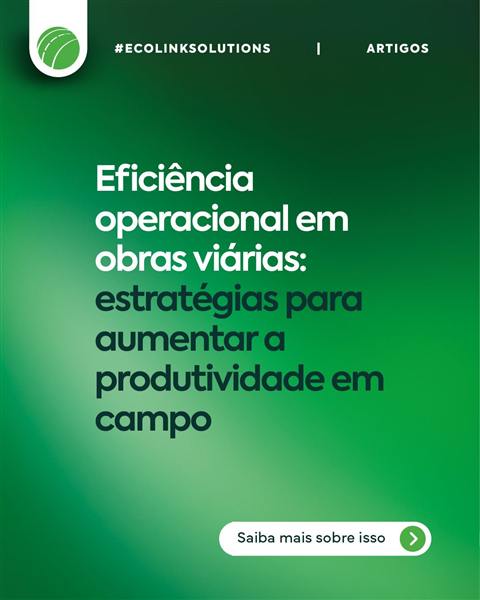 #ECOLINKSOLUTIONS | ARTIGOS
Eficiência
operacional em
obras viárias:
estratégias para
aumentar a
produtividade em
campo
Saiba mais sobre isso